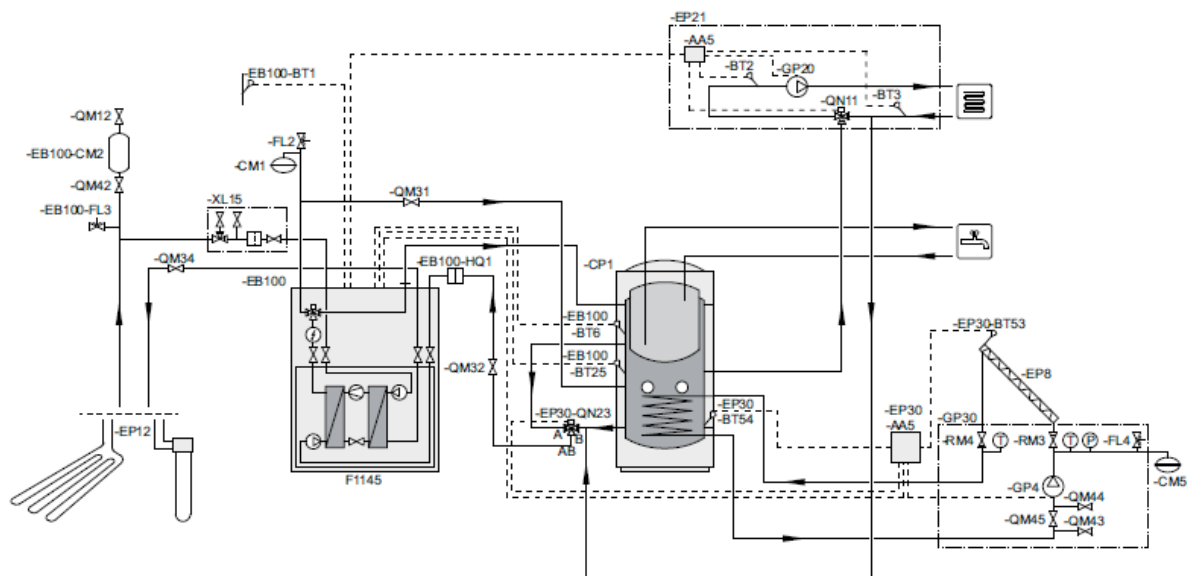 -EP21
-AA5
-BT2
-GP20
-BT3
-QN11
-EB100-BT1
-QM12
-EB100-CM2
-QM42
-EB100-FL3
-FL2
-CM1
-XL15
-QM31
-QM34
-EB100
-EB100-HQ1
-CP1
-EB100
-BT6
-EB100
-BT25
-QM32
-EP30-QN23
A
B
AB
-EP30
-BT54
-EP30-BT53
-EP8
-EP30
-AA5
-GP30
-RM4
T
-RM3
T
P
-FL4
-CM5
-GP4
-QM44
-QM45
-QM43
-EP12
F1145